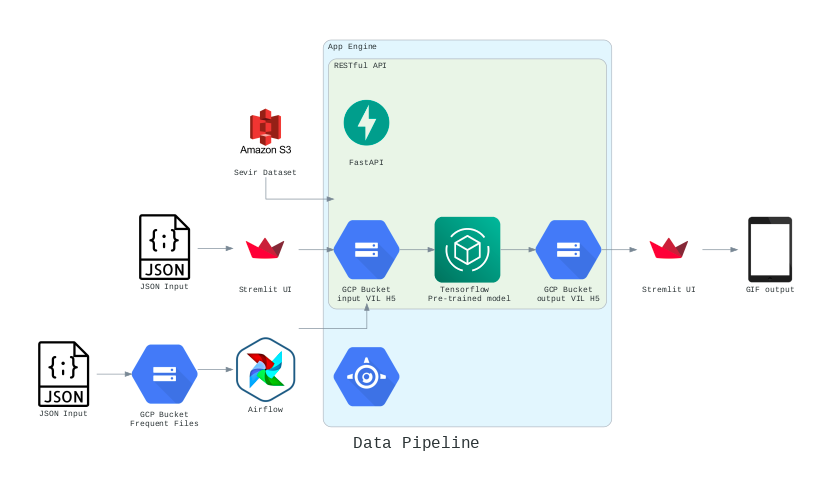 App Engine
RESTful API
Amazon S3
Sevir Dataset
FastAPI
{;}
JSON
JSON Input
Stremlit UI
GCP Bucket
input VIL H5
Tensorflow
Pre-trained model
GCP Bucket
output VIL H5
Stremlit UI
GIF output
{;}
JSON
JSON Input
GCP Bucket
Frequent Files
Airflow
Data Pipeline